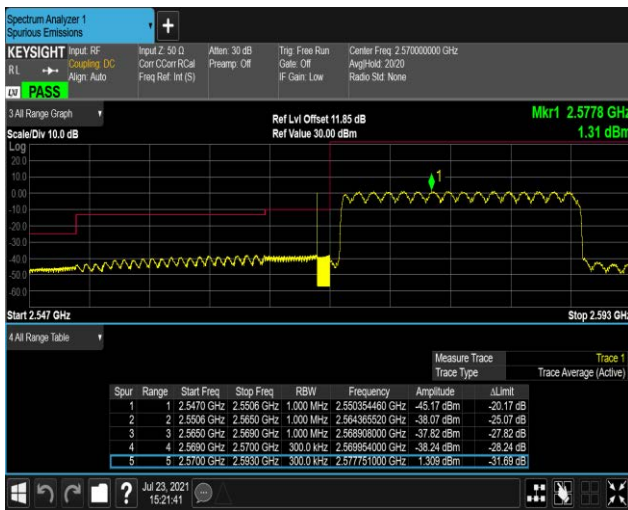 Spectrum Analyzer 1
Spurious Emissions
KEYSIGHT Input: RF Input Z: 50 Ω Atten: 30 dB Trig: Free Run Center Freq: 2.570000000 GHz
RL Coupling: DC Corr CCorr RCal Preamp: Off Gate: Off Avg|Hold: 20/20
Align: Auto Freq Ref: Int (S) IF Gain: Low Radio Std: None
LXI PASS
3 All Range Graph
Ref Lvl Offset 11.85 dB Mkr1 2.5778 GHz
Scale/Div 10.0 dB Ref Value 30.00 dBm 1.31 dBm
Log
20.0
10.0
1
0.00
-10.0
-20.0
-30.0
-40.0
-50.0
-60.0
Start 2.547 GHz Stop 2.593 GHz
4 All Range Table
Measure Trace Trace 1
Trace Type Trace Average (Active)
Spur Range Start Freq Stop Freq RBW Frequency Amplitude ΔLimit
1 1 2.5470 GHz 2.5506 GHz 1.000 MHz 2.550354460 GHz -45.17 dBm -20.17 dB
2 2 2.5506 GHz 2.5650 GHz 1.000 MHz 2.564365520 GHz -38.07 dBm -25.07 dB
3 3 2.5650 GHz 2.5690 GHz 1.000 MHz 2.568908000 GHz -37.82 dBm -27.82 dB
4 4 2.5690 GHz 2.5700 GHz 300.0 kHz 2.569954000 GHz -38.24 dBm -28.24 dB
5 5 2.5700 GHz 2.5930 GHz 300.0 kHz 2.577751000 GHz 1.309 dBm -31.69 dB
? Jul 23, 2021
15:21:41